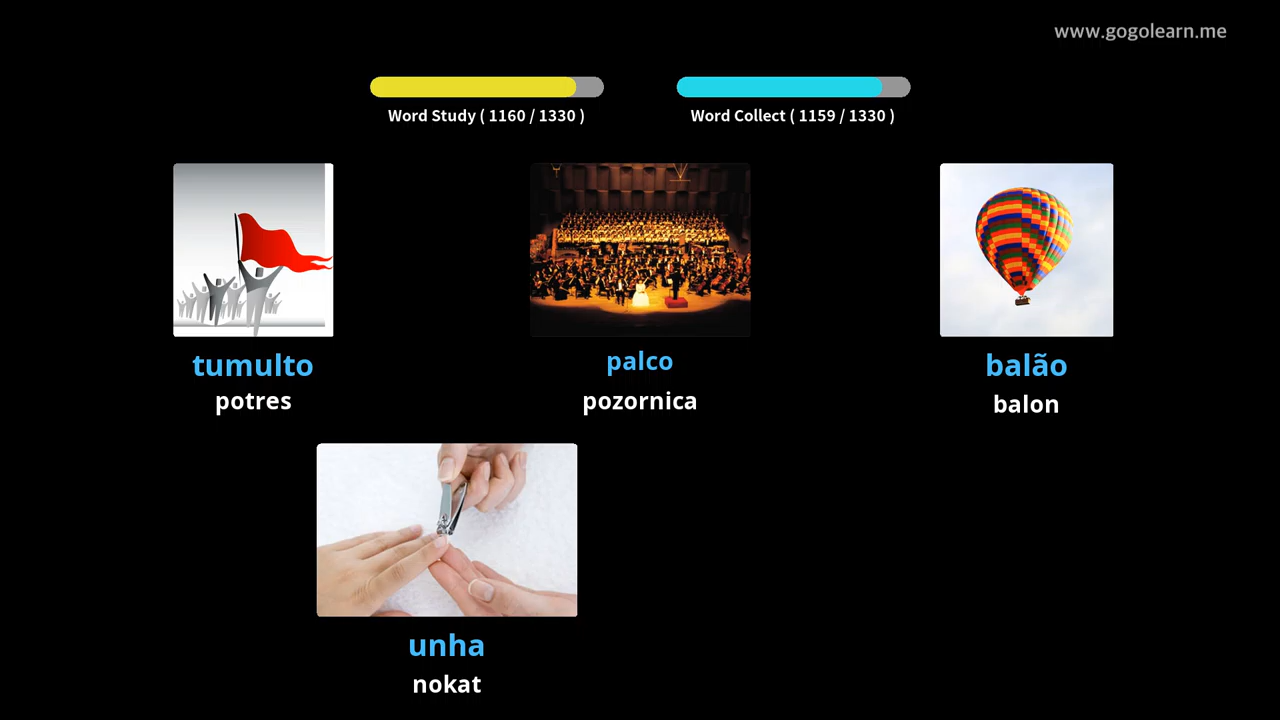 www.gogolearn.me
Word Study ( 1160 / 1330 )
Word Collect ( 1159 / 1330 )
tumulto
potres
palco
pozornica
balão
balon
unha
nokat